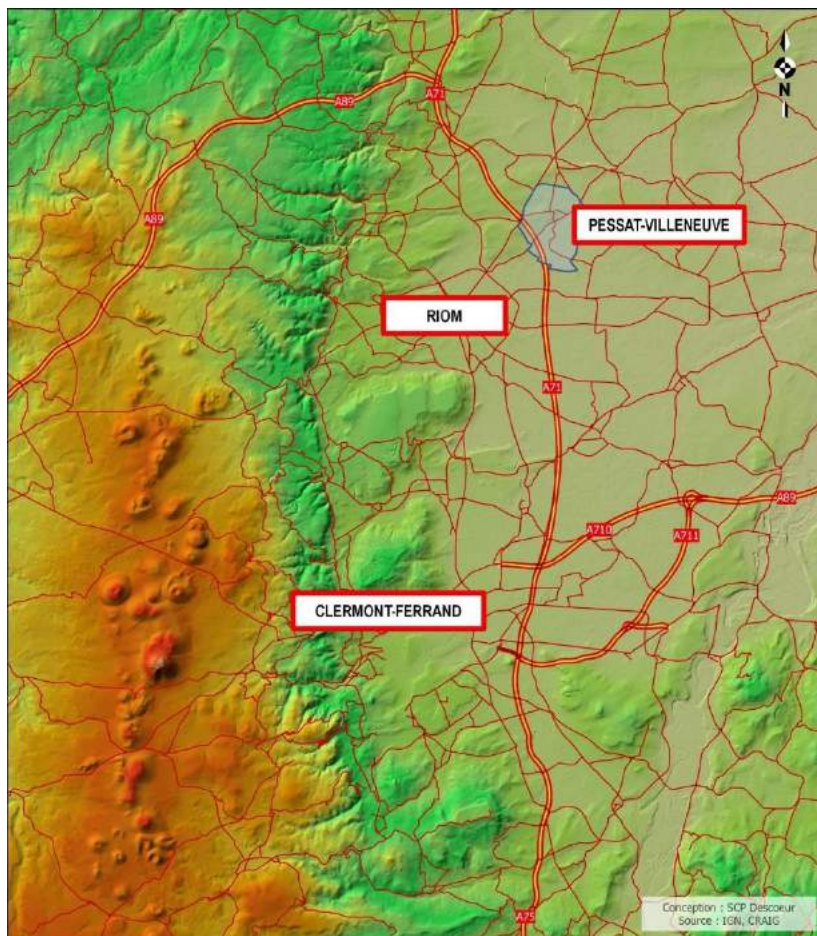 A71
A89
N
A89
PESSAT-VILLENEUVE
RIOM
A71
A89
A710
A711
CLERMONT-FERRAND
A75
Conception : SCP Descoeur
Source : IGN, CRAIG